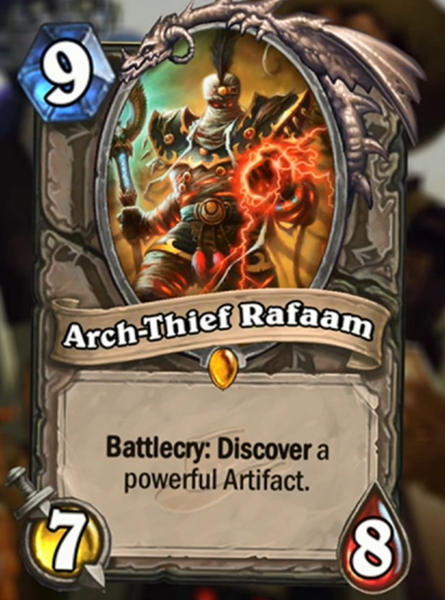 9
Arch-Thief Rafaam
Battlecry: Discover a
powerful Artifact.
7
8